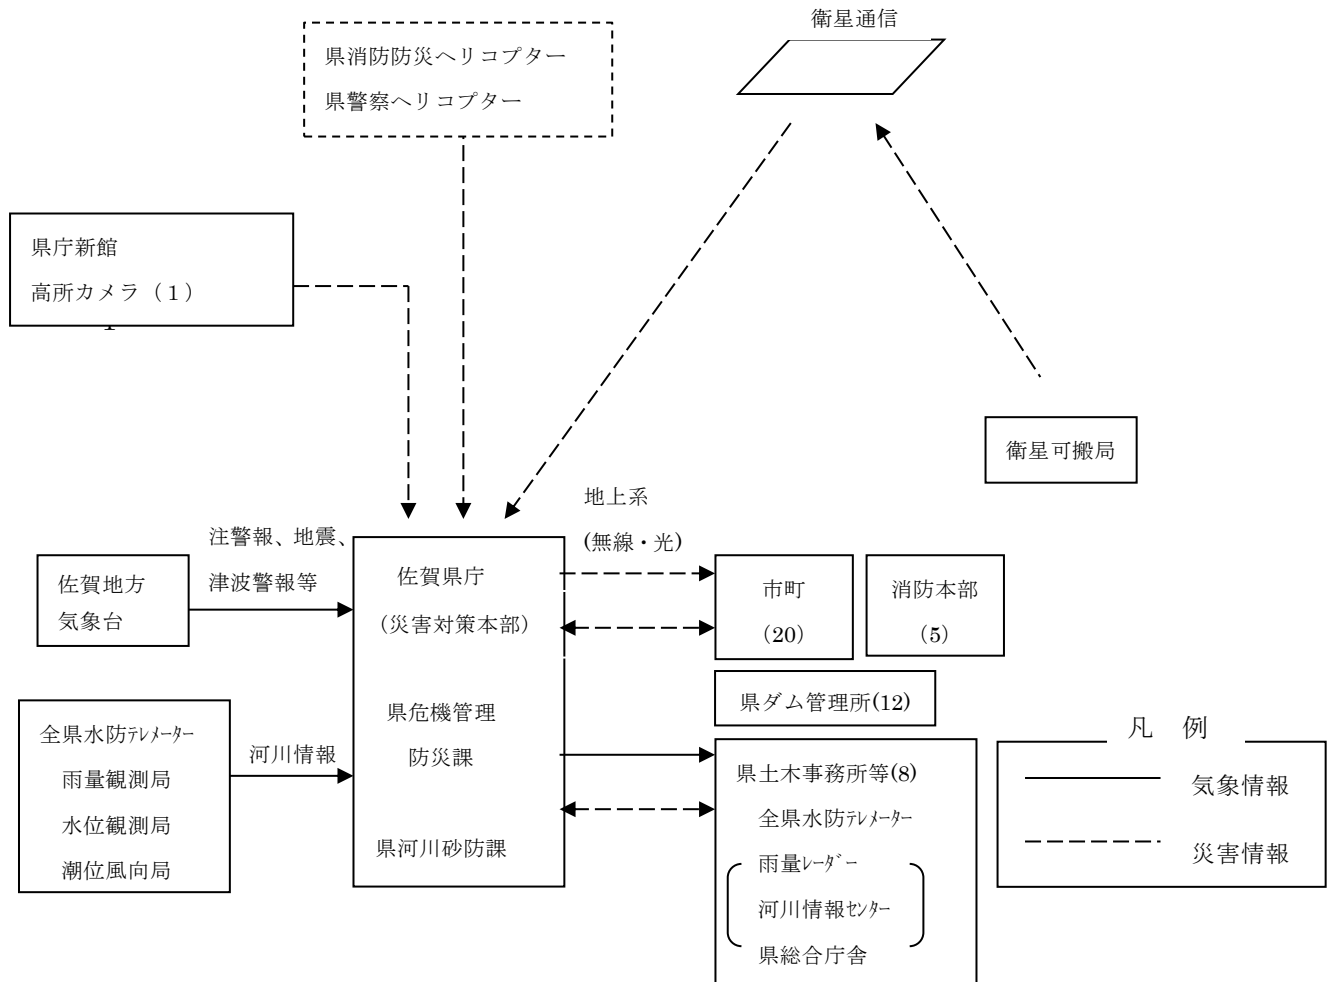 衛星通信
県消防防災ヘリコプター
県警察ヘリコプター
県庁新館
高所カメラ（１）
衛星可搬局
地上系
(無線・光)
注警報、地震、
津波警報等
佐賀地方
気象台
佐賀県庁
(災害対策本部)
県危機管理
防災課
県河川砂防課
市町
（20）
消防本部
（5）
県ダム管理所(12)
全県水防ﾃﾚﾒｰﾀｰ
雨量観測局
水位観測局
潮位風向局
河川情報
県土木事務所等(8)
全県水防ﾃﾚﾒｰﾀｰ
雨量ﾚｰﾀﾞｰ
河川情報ｾﾝﾀｰ
県総合庁舎
凡　例
気象情報
災害情報